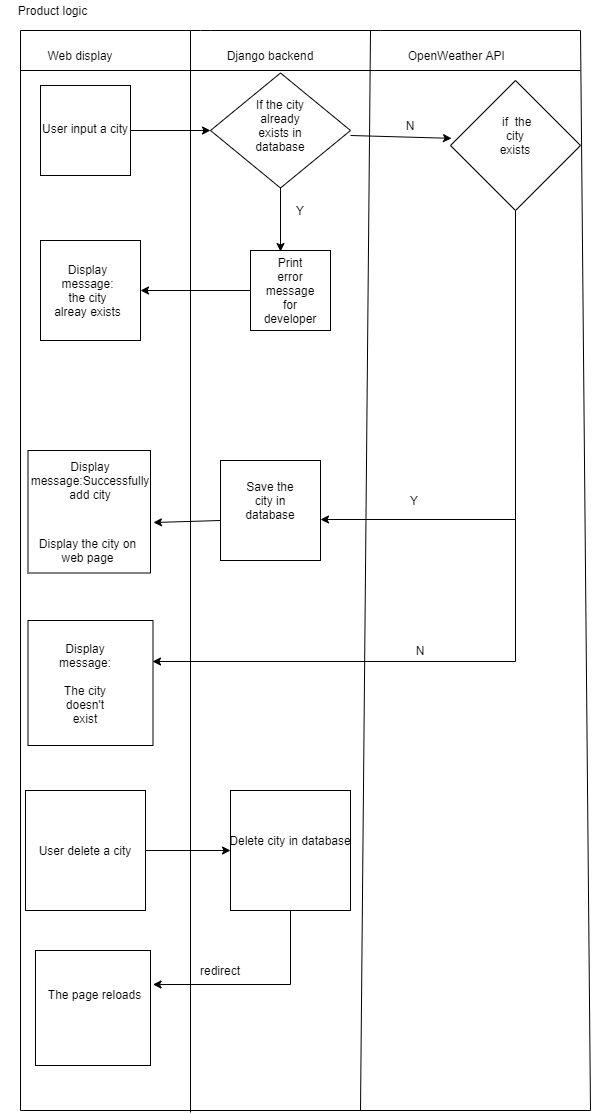 Product logic
Web display
Django backend
OpenWeather API
User input a city
If the city
already
exists in
database
N
if the
city
exists
Y
Display
message:
the city
alreay exists
Print
error
message
for
developer
Display
message:Successfully
add city
Display the city on
web page
Save the
city in
database
Y
Display
message:
The city
doesn't
exist
N
User delete a city
Delete city in database
redirect
The page reloads